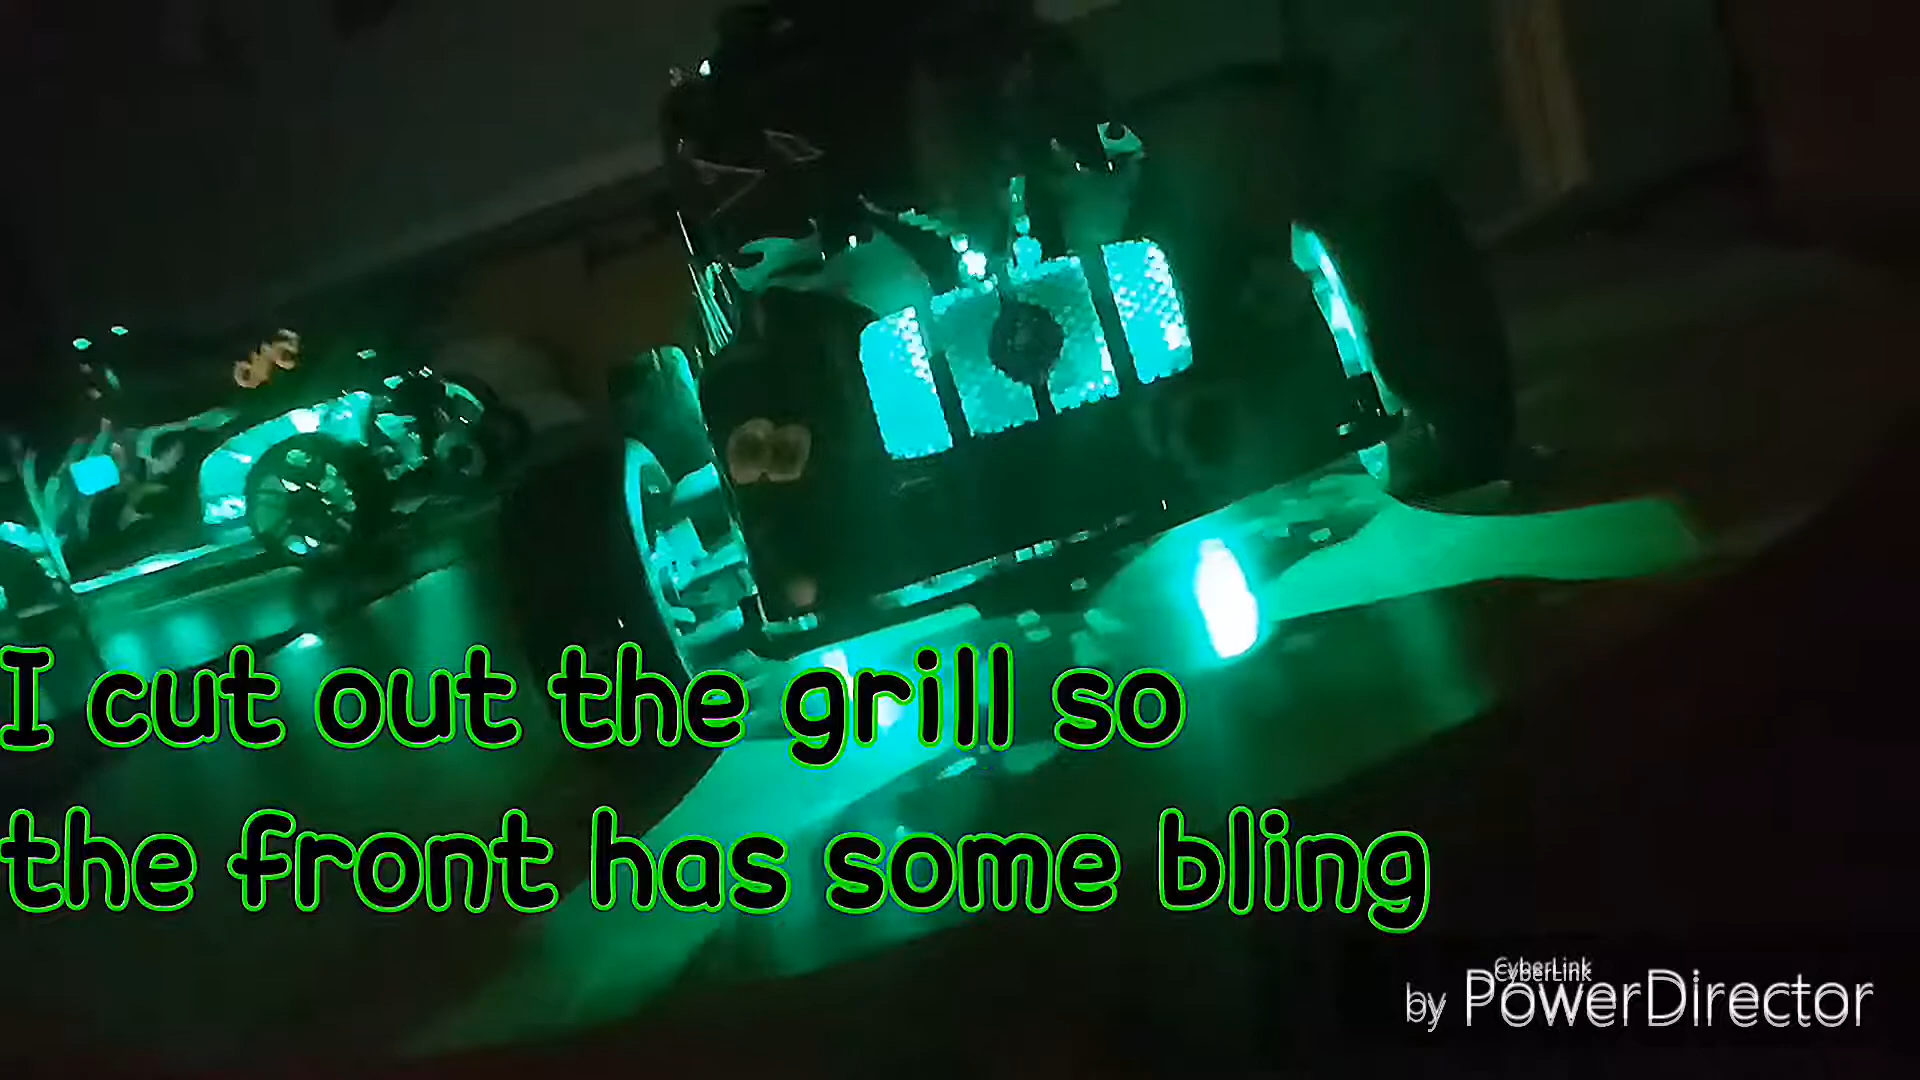 I cut out the grill so
the front has some bling
CyberLink
by PowerDirector